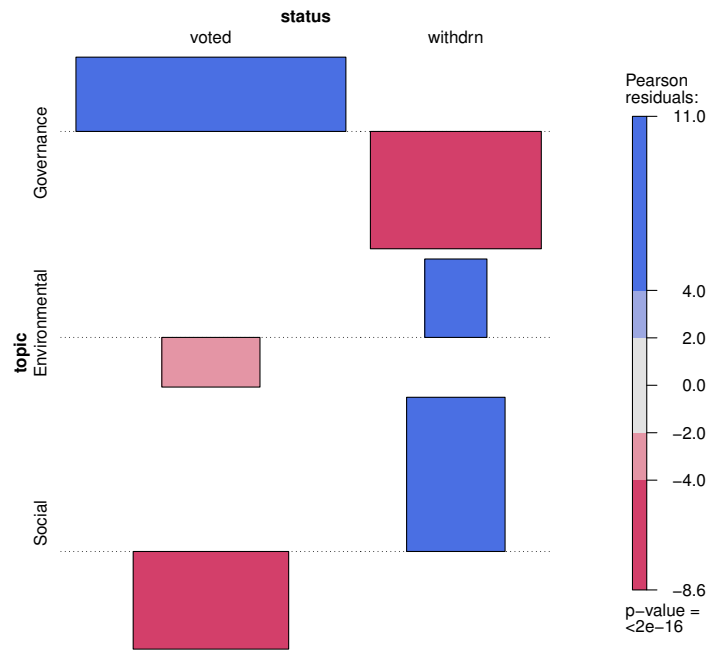 status
voted
withdrn
topic
Governance
Environmental
Social
Pearson
residuals:
11.0
4.0
2.0
0.0
−2.0
−4.0
−8.6
p−value =
<2e−16